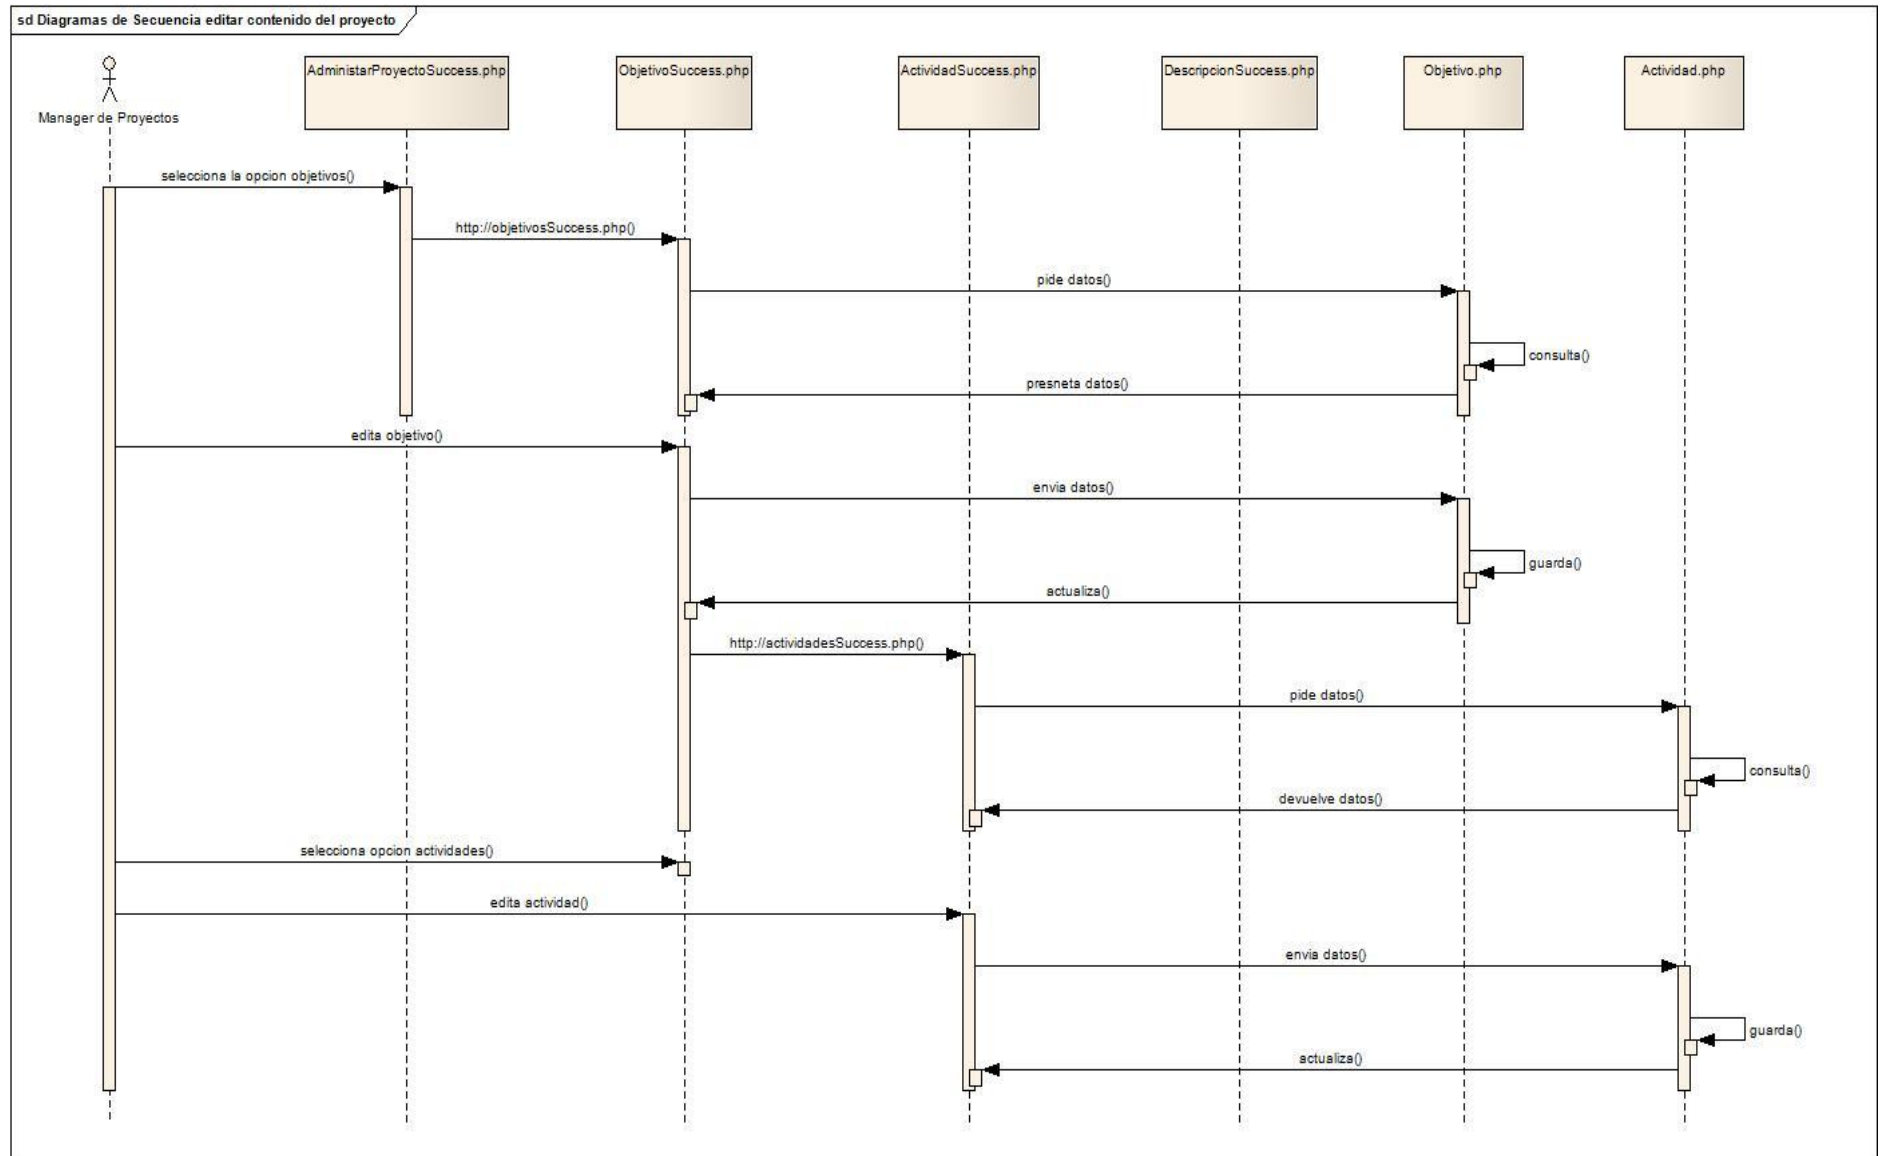 sd Diagramas de Secuencia editar contenido del proyecto
Manager de Proyectos
AdministarProyectoSuccess.php
ObjetivoSuccess.php
ActividadSuccess.php
DescripcionSuccess.php
Objetivo.php
Actividad.php
selecciona la opcion objetivos()
http://objetivosSuccess.php()
pide datos()
consulta()
presneta datos()
edita objetivo()
envia datos()
guarda()
actualiza()
http://actividadesSuccess.php()
pide datos()
consulta()
devuelve datos()
selecciona opcion actividades()
edita actividad()
envia datos()
guarda()
actualiza()